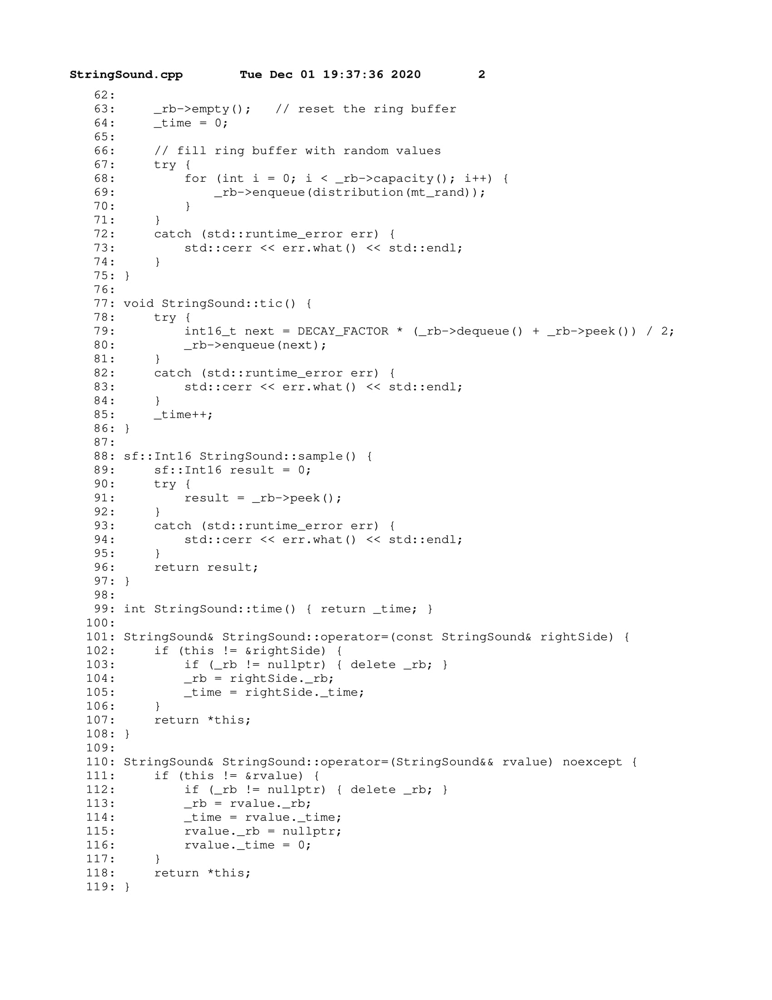 StringSound.cpp Tue Dec 01 19:37:36 2020 2
62:
63:     _rb->empty();   // reset the ring buffer
64:     _time = 0;
65:
66:     // fill ring buffer with random values
67:     try {
68:         for (int i = 0; i < _rb->capacity(); i++) {
69:             _rb->enqueue(distribution(mt_rand));
70:         }
71:     }
72:     catch (std::runtime_error err) {
73:         std::cerr << err.what() << std::endl;
74:     }
75: }
76:
77: void StringSound::tic() {
78:     try {
79:         int16_t next = DECAY_FACTOR * (_rb->dequeue() + _rb->peek()) / 2;
80:         _rb->enqueue(next);
81:     }
82:     catch (std::runtime_error err) {
83:         std::cerr << err.what() << std::endl;
84:     }
85:     _time++;
86: }
87:
88: sf::Int16 StringSound::sample() {
89:     sf::Int16 result = 0;
90:     try {
91:         result = _rb->peek();
92:     }
93:     catch (std::runtime_error err) {
94:         std::cerr << err.what() << std::endl;
95:     }
96:     return result;
97: }
98:
99: int StringSound::time() { return _time; }
100:
101: StringSound& StringSound::operator=(const StringSound& rightSide) {
102:     if (this != &rightSide) {
103:         if (_rb != nullptr) { delete _rb; }
104:         _rb = rightSide._rb;
105:         _time = rightSide._time;
106:     }
107:     return *this;
108: }
109:
110: StringSound& StringSound::operator=(StringSound&& rvalue) noexcept {
111:     if (this != &rvalue) {
112:         if (_rb != nullptr) { delete _rb; }
113:         _rb = rvalue._rb;
114:         _time = rvalue._time;
115:         rvalue._rb = nullptr;
116:         rvalue._time = 0;
117:     }
118:     return *this;
119: }